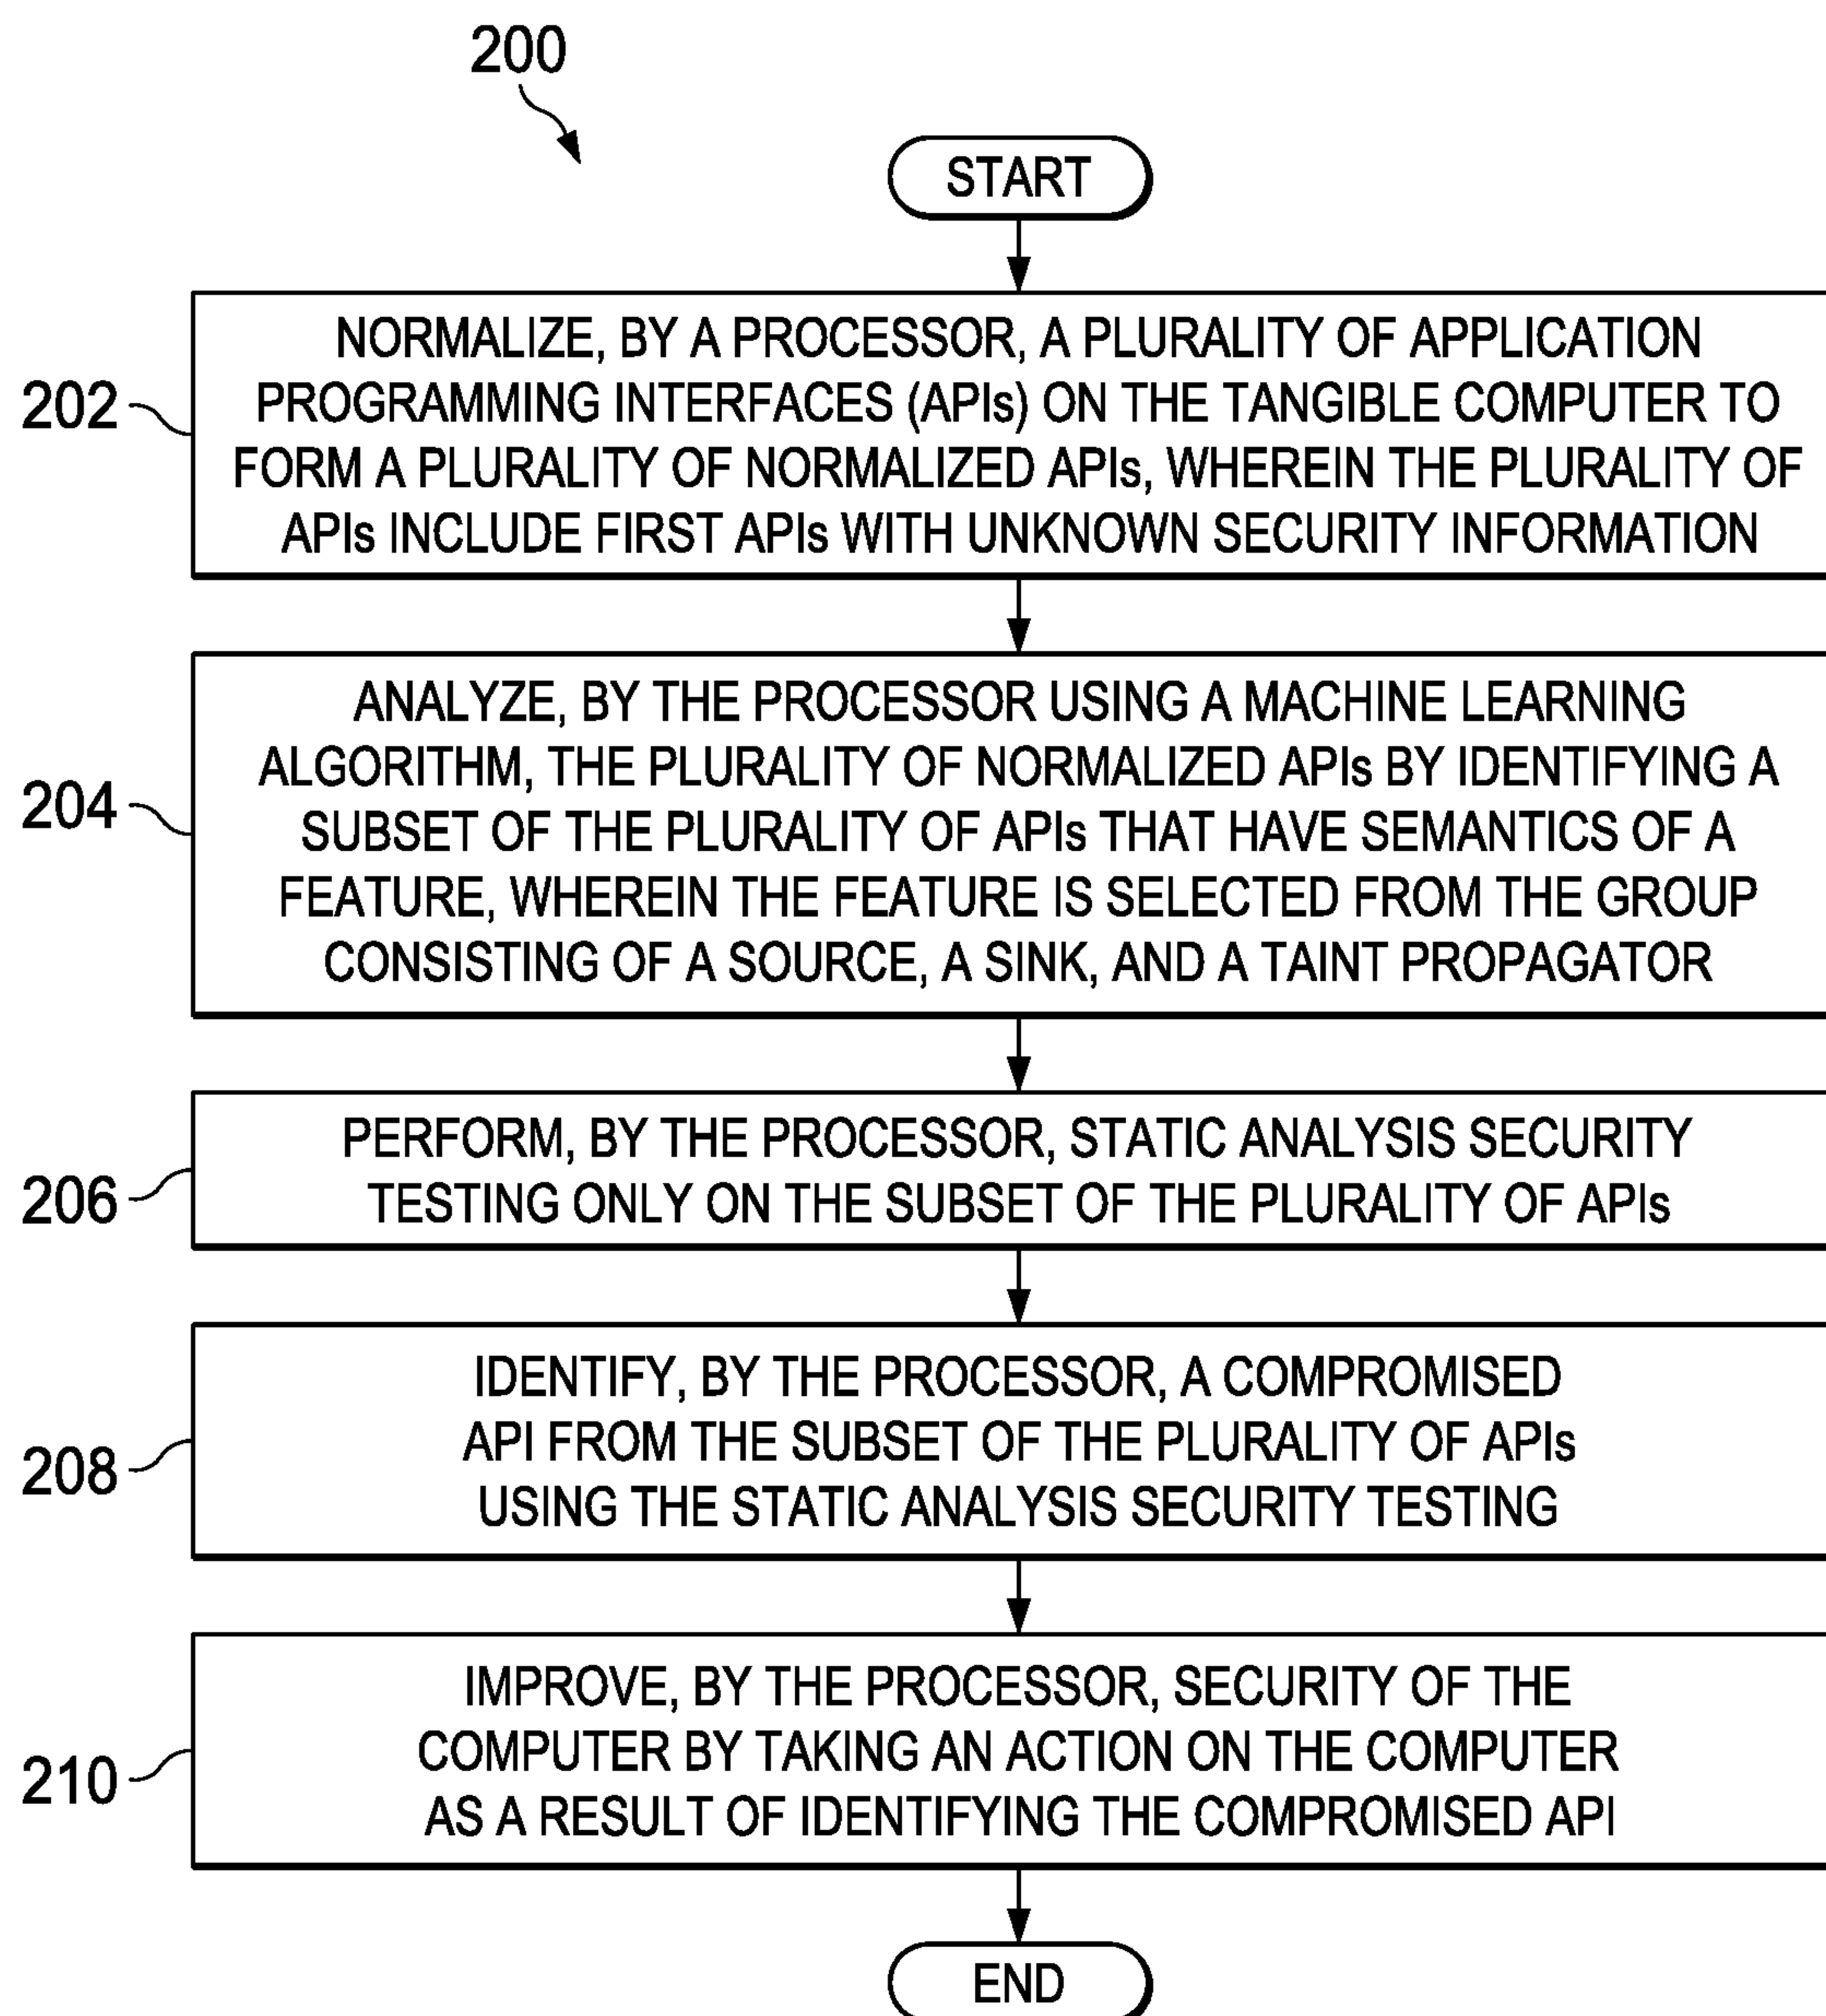 200
START
202
NORMALIZE, BY A PROCESSOR, A PLURALITY OF APPLICATION
PROGRAMMING INTERFACES (APIs) ON THE TANGIBLE COMPUTER TO
FORM A PLURALITY OF NORMALIZED APIs, WHEREIN THE PLURALITY OF
APIs INCLUDE FIRST APIs WITH UNKNOWN SECURITY INFORMATION
204
ANALYZE, BY THE PROCESSOR USING A MACHINE LEARNING
ALGORITHM, THE PLURALITY OF NORMALIZED APIs BY IDENTIFYING A
SUBSET OF THE PLURALITY OF APIs THAT HAVE SEMANTICS OF A
FEATURE, WHEREIN THE FEATURE IS SELECTED FROM THE GROUP
CONSISTING OF A SOURCE, A SINK, AND A TAINT PROPAGATOR
206
PERFORM, BY THE PROCESSOR, STATIC ANALYSIS SECURITY
TESTING ONLY ON THE SUBSET OF THE PLURALITY OF APIs
208
IDENTIFY, BY THE PROCESSOR, A COMPROMISED
API FROM THE SUBSET OF THE PLURALITY OF APIs
USING THE STATIC ANALYSIS SECURITY TESTING
210
IMPROVE, BY THE PROCESSOR, SECURITY OF THE
COMPUTER BY TAKING AN ACTION ON THE COMPUTER
AS A RESULT OF IDENTIFYING THE COMPROMISED API
END